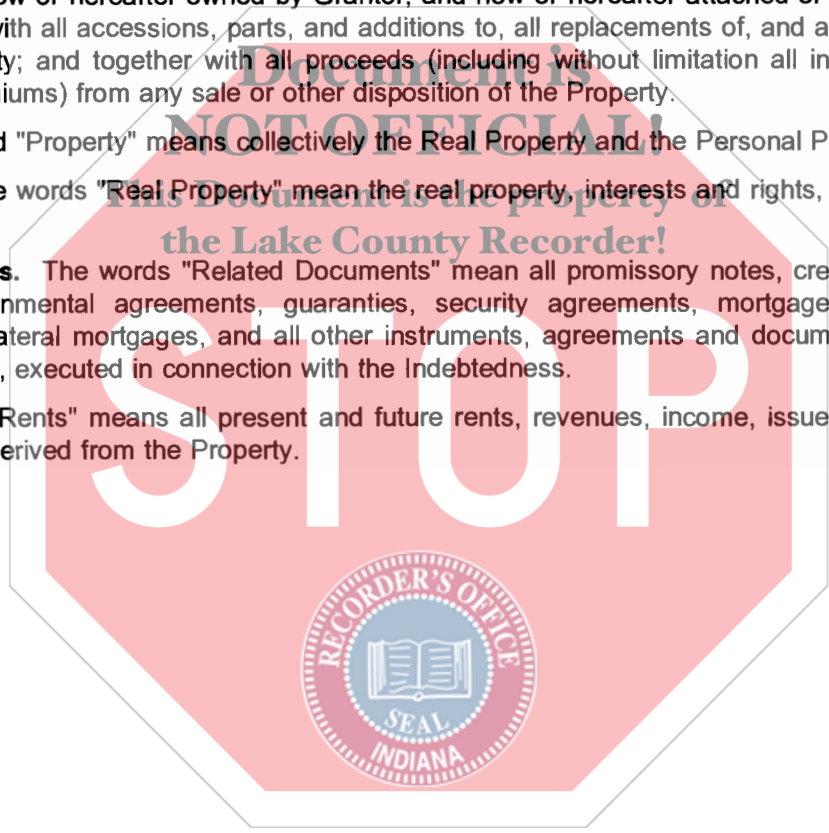 ow or hereafter owned by Grantor, and now or hereafter attached or
with all accessions, parts, and additions to, all replacements of, and a
ty; and together with all proceeds (including without limitation all in
iums) from any sale or other disposition of the Property.
d "Property" means collectively the Real Property and the Personal P
e words "Real Property" mean the real property, interests and rights,
s. The words "Related Documents" mean all promissory notes, cre
nmental agreements, guaranties, security agreements, mortgage
ateral mortgages, and all other instruments, agreements and docum
, executed in connection with the Indebtedness.
Rents" means all present and future rents, revenues, income, issue
erived from the Property.
Document is
NOT OFFICIAL!
This Document is the property of
the Lake County Recorder!
STOP
RECORDER'S OFFICE
SEAL
INDIANA